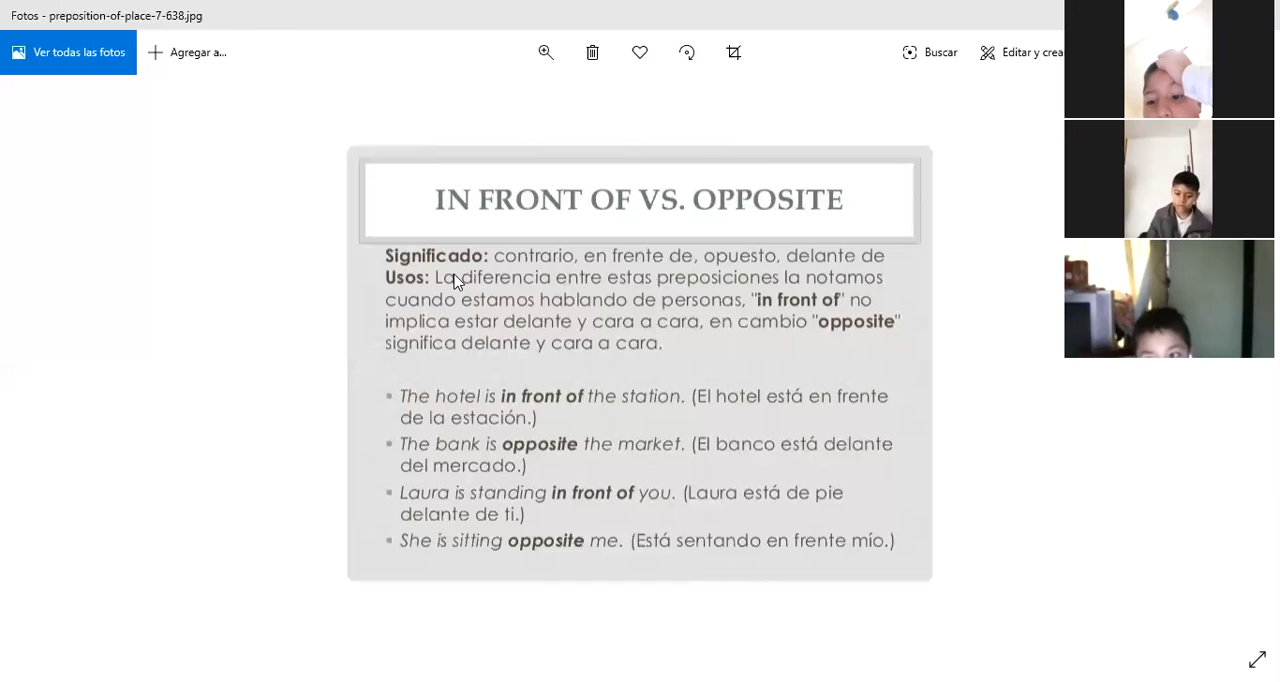 Fotos - preposition-of-place-7-638.jpg
Ver todas las fotos
Agregar a...
Buscar
Editar y crea
IN FRONT OF VS. OPPOSITE
Significado: contrario, en frente de, opuesto, delante de
Usos: La diferencia entre estas preposiciones la notamos
cuando estamos hablando de personas, "in front of" no
implica estar delante y cara a cara, en cambio "opposite"
significa delante y cara a cara.
The hotel is in front of the station. (El hotel está en frente
de la estación.)
The bank is opposite the market. (El banco está delante
del mercado.)
Laura is standing in front of you. (Laura está de pie
delante de ti.)
She is sitting opposite me. (Está sentando en frente mío.)